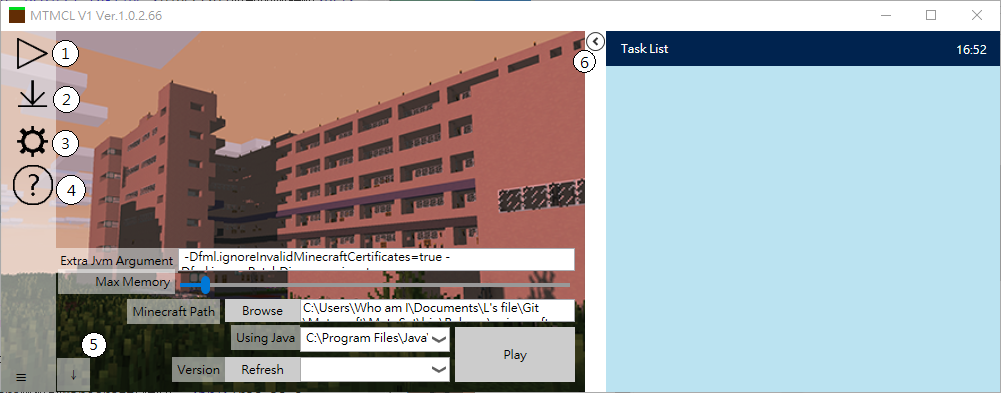 MTMCL V1 Ver.1.0.2.66
Task List 16:52
1
2
3
4
5
6
?
Extra Jvm Argument -Dfml.ignoreInvalidMinecraftCertificates=true -
Max Memory
Minecraft Path Browse C:\Users\Who am I\Documents\L's file\Git
Using Java C:\Program Files\Java\
Play
Version Refresh